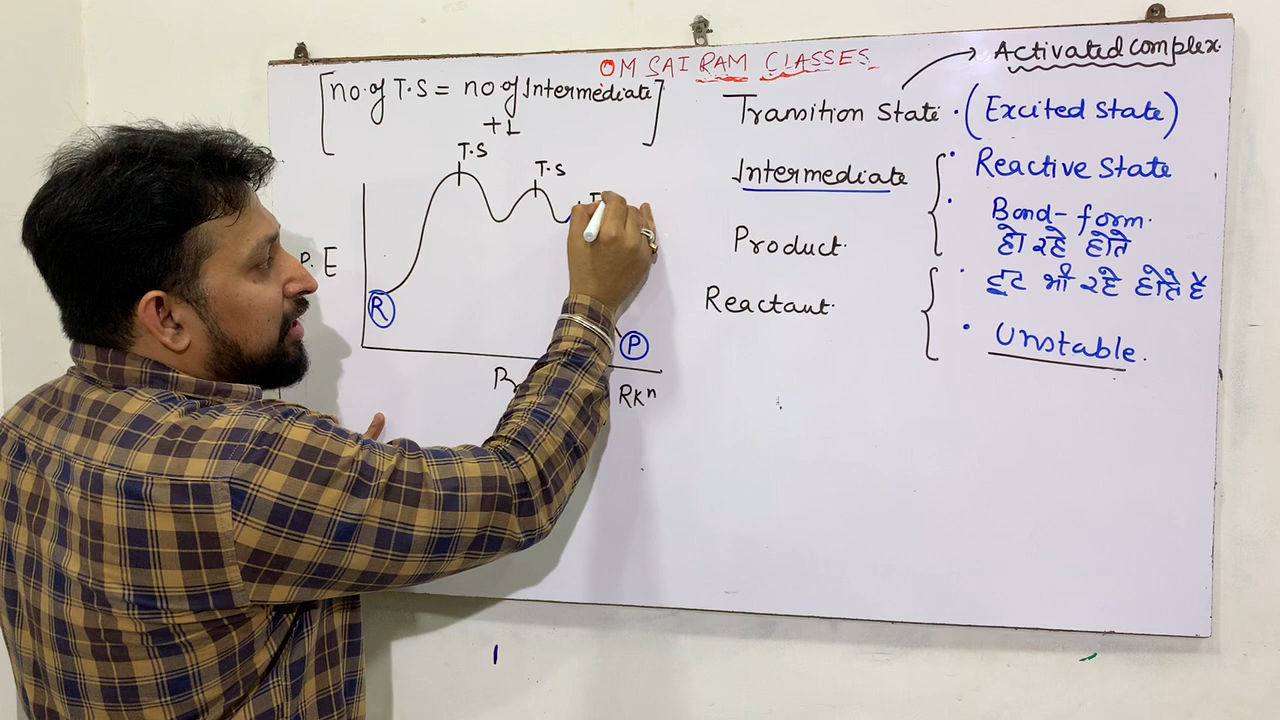 OM SAI RAM CLASSES
[no.of T.S = no of Intermediate]
+1
T.S
T.S
P.E
R
P
Rxⁿ
Activated complex.
Transition State. (Excited State)
Intermediate
Product.
Reactant.
Reactive State
Bond-form.
हो रहे होते
टूट भी रहे होते हैं
Unstable.